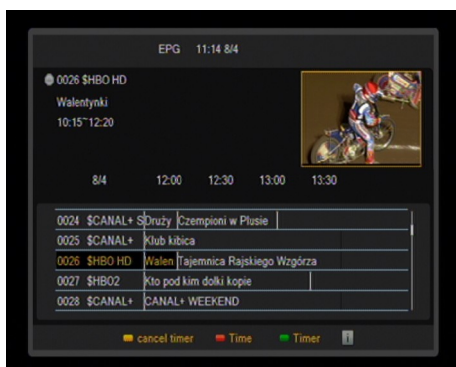 EPG 11:14 8/4
0026 $HBO HD
Walentynki
10:15~12:20
8/4 12:00 12:30 13:00 13:30
0024 $CANAL+ S Druży Czempioni w Plusie
0025 $CANAL+ Klub kibica
0026 $HBO HD Walen Tajemnica Rajskiego Wzgórza
0027 $HBO2 Kto pod kim dołki kopie
0028 $CANAL+ CANAL+ WEEKEND
cancel timer Time Timer i